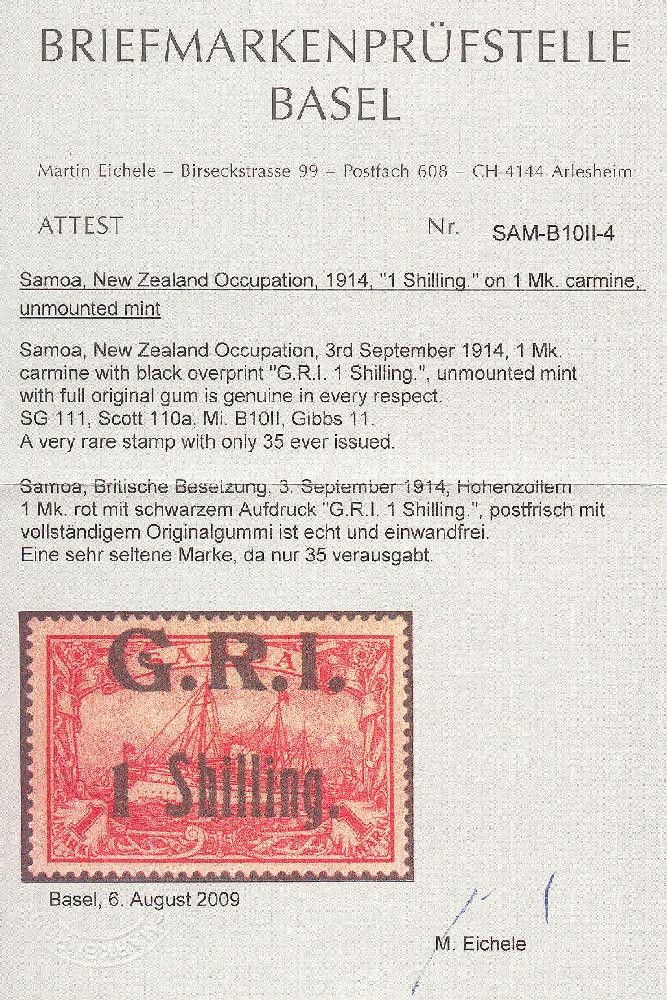 BRIEFMARKENPRÜFSTELLE
BASEL
Martin Eichele – Birseckstrasse 99 – Postfach 608 – CH-4144 Arlesheim
ATTEST Nr. SAM-B10II-4
Samoa, New Zealand Occupation, 1914, "1 Shilling." on 1 Mk. carmine,
unmounted mint
Samoa, New Zealand Occupation, 3rd September 1914, 1 Mk.
carmine with black overprint "G.R.I. 1 Shilling.", unmounted mint
with full original gum is genuine in every respect.
SG 111, Scott 110a, Mi. B10II, Gibbs 11.
A very rare stamp with only 35 ever issued.
Samoa, Britische Besetzung, 3. September 1914, Hohenzollern
1 Mk. rot mit schwarzem Aufdruck "G.R.I. 1 Shilling.", postfrisch mit
vollständigem Originalgummi ist echt und einwandfrei.
Eine sehr seltene Marke, da nur 35 verausgabt.
G.R.I.
SAMOA
1 Shilling.
1 MARK 1 MARK
Basel, 6. August 2009
M. Eichele